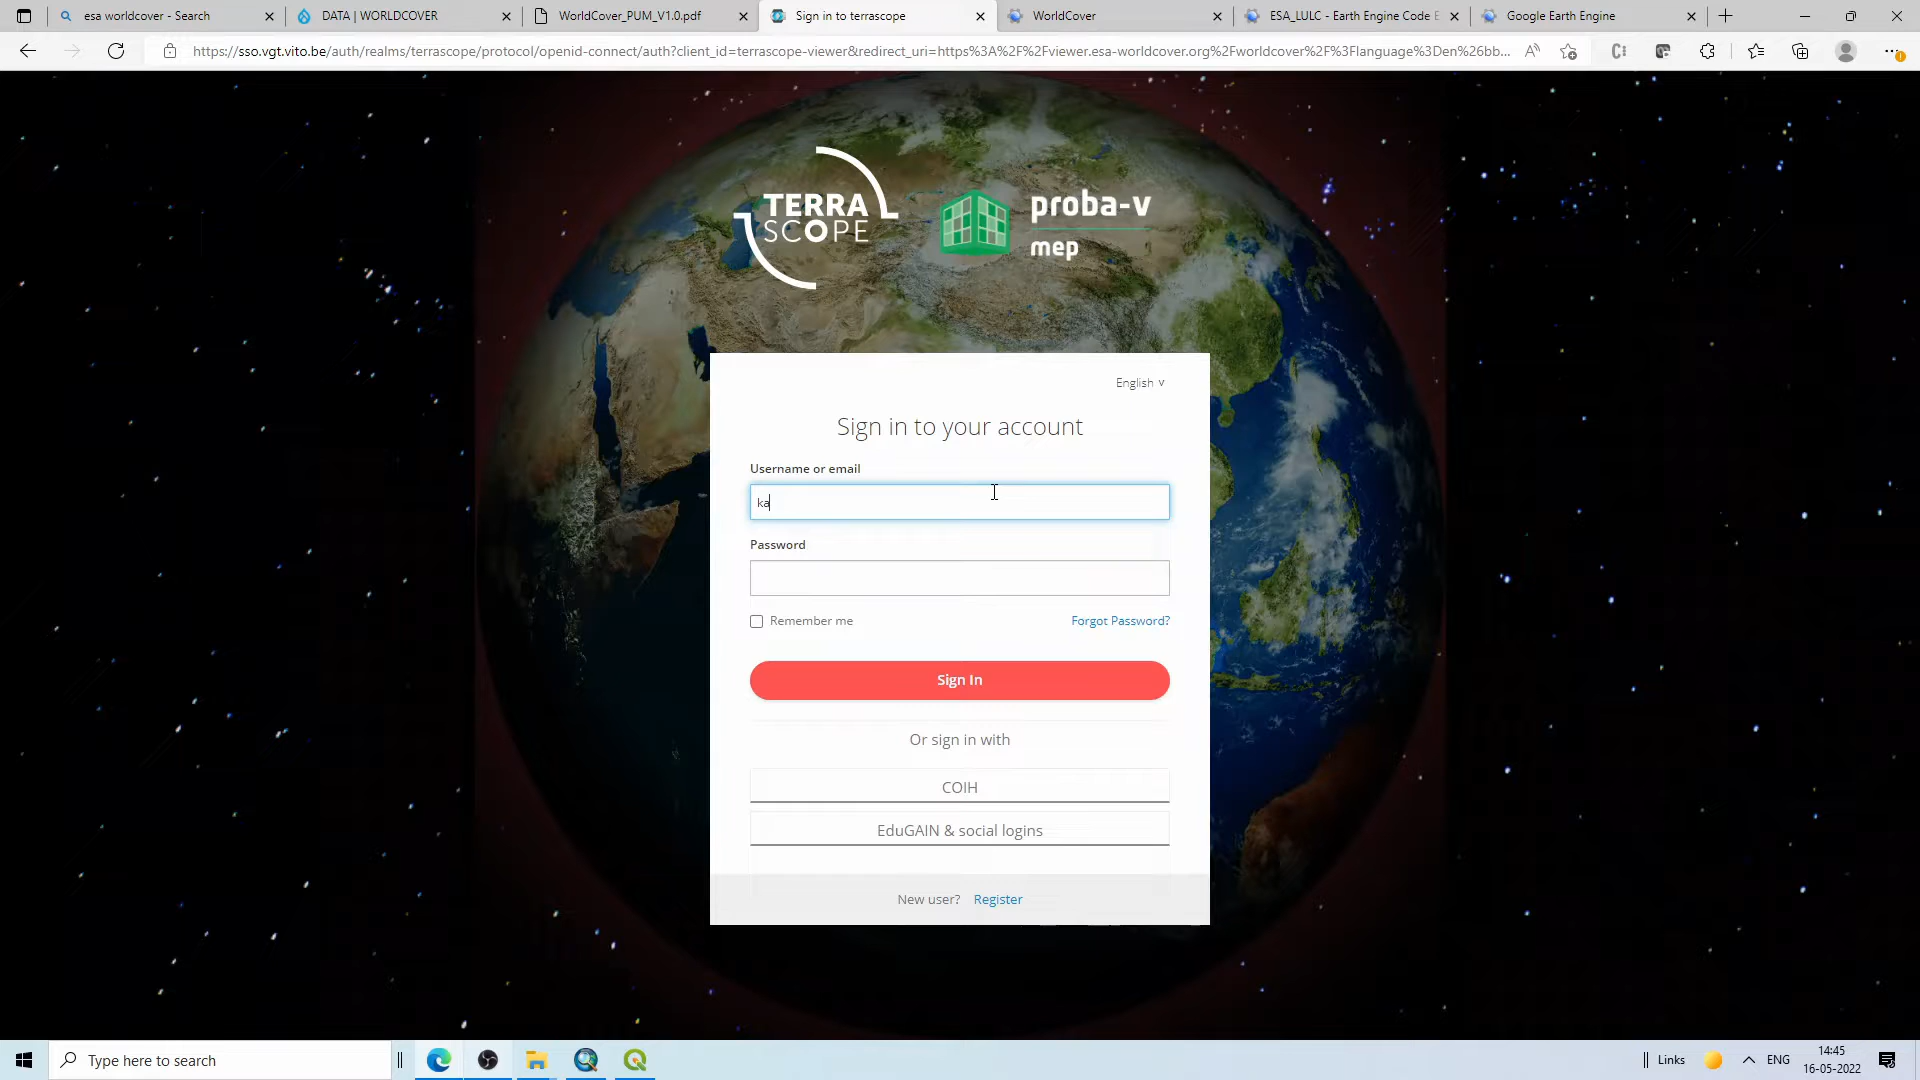 esa worldcover - Search
DATA | WORLDCOVER
WorldCover_PUM_V1.0.pdf
Sign in to terrascope
WorldCover
ESA_LULC - Earth Engine Code E
Google Earth Engine
https://sso.vgt.vito.be/auth/realms/terrascope/protocol/openid-connect/auth?client_id=terrascope-viewer&redirect_uri=https%3A%2F%2Fviewer.esa-worldcover.org%2Fworldcover%2F%3Flanguage%3Den%26bb...
TERRA
SCOPE
proba-v
mep
English v
Sign in to your account
Username or email
ka
Password
Remember me
Forgot Password?
Sign In
Or sign in with
COIH
EduGAIN & social logins
New user? Register
Type here to search
Links
ENG
14:45
16-05-2022